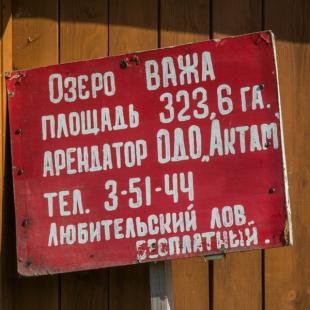 Озеро ВАЖА
площадь 323,6 га.
арендатор ОДО„Актам"
тел. 3-51-44
Любительский лов
бесплатный.